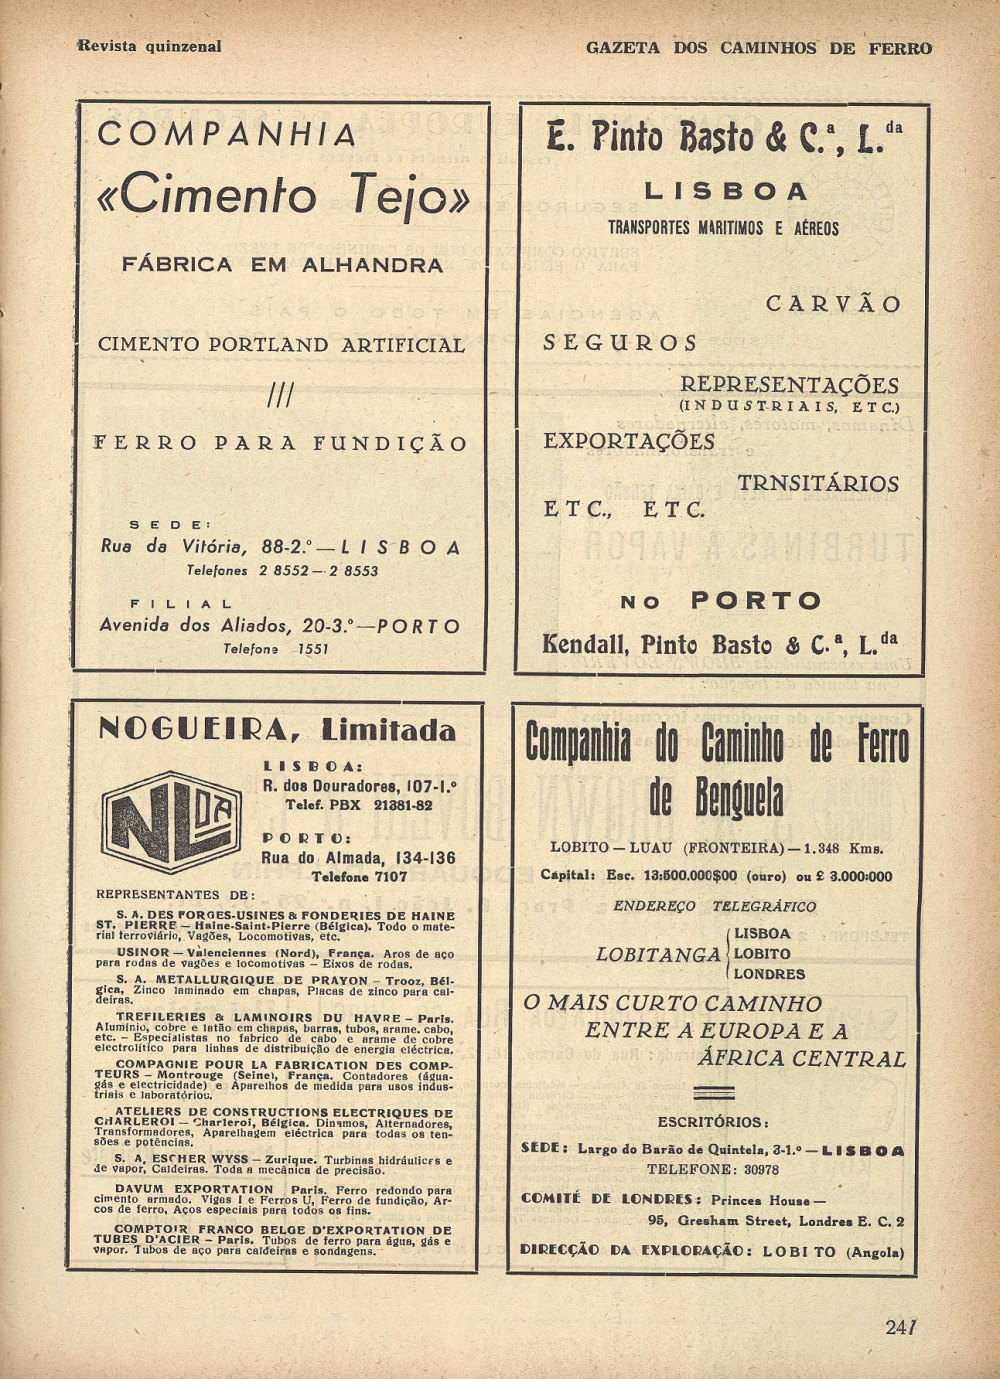 Revista quinzenal
GAZETA DOS CAMINHOS DE FERRO
COMPANHIA
«Cimento Tejo»
FÁBRICA EM ALHANDRA
CIMENTO PORTLAND ARTIFICIAL
///
FERRO PARA FUNDIÇÃO
SEDE:
Rua da Vitória, 88-2.º — LISBOA
Telefones 2 8552 — 2 8553
FILIAL
Avenida dos Aliados, 20-3.º — PORTO
Telefone 1551
E. Pinto Basto & C.ª, L.da
LISBOA
TRANSPORTES MARITIMOS E AÉREOS
CARVÃO
SEGUROS
REPRESENTAÇÕES
(INDUSTRIAIS, ETC.)
EXPORTAÇÕES
TRNSITÁRIOS
ETC., ETC.
NO PORTO
Kendall, Pinto Basto & C.ª, L.da
NOGUEIRA, Limitada
NLDA
LISBOA:
R. dos Douradores, 107-1.º
Telef. PBX 21381-82
PORTO:
Rua do Almada, 134-136
Telefone 7107
REPRESENTANTES DE:
S. A. DES FORGES-USINES & FONDERIES DE HAINE
ST. PIERRE — Haine-Saint-Pierre (Bélgica). Todo o mate-
rial ferroviário, Vagões, Locomotivas, etc.
USINOR — Valenciennes (Nord), França. Aros de aço
para rodas de vagões e locomotivas — Eixos de rodas.
S. A. METALLURGIQUE DE PRAYON — Trooz, Bél-
gica, Zinco laminado em chapas, Placas de zinco para cal-
deiras.
TREFILERIES & LAMINOIRS DU HAVRE — Paris.
Alumínio, cobre e latão em chapas, barras, tubos, arame, cabo,
etc. — Especialistas no fabrico de cabo e arame de cobre
electrolítico para linhas de distribuição de energia eléctrica.
COMPAGNIE POUR LA FABRICATION DES COMP-
TEURS — Montrouge (Seine), França. Contadores (água-
gás e electricidade) e Aparelhos de medida para usos indus-
triais e laboratóriou.
ATELIERS DE CONSTRUCTIONS ELECTRIQUES DE
CHARLEROI — Charleroi, Bélgica. Dinamos, Alternadores,
Transformadores, Aparelhagem eléctrica para todas os ten-
sões e potências.
S. A. ESCHER WYSS — Zurique. Turbinas hidráulicas e
de vapor, Caldeiras. Toda a mecânica de precisão.
DAVUM EXPORTATION — Paris. Ferro redondo para
cimento armado. Vigas I e Ferros U, Ferro de fundição, Ar-
cos de ferro, Aços especiais para todos os fins.
COMPTOIR FRANCO BELGE D'EXPORTATION DE
TUBES D'ACIER — Paris. Tubos de ferro para água, gás e
vapor. Tubos de aço para caldeiras e sondagens.
Companhia do Caminho de Ferro
de Benguela
LOBITO — LUAU (FRONTEIRA) — 1.348 Kms.
Capital: Esc. 13:500.000$00 (ouro) ou £ 3.000:000
ENDEREÇO TELEGRÁFICO
LOBITANGA
LISBOA
LOBITO
LONDRES
O MAIS CURTO CAMINHO
ENTRE A EUROPA E A
ÁFRICA CENTRAL
ESCRITÓRIOS:
SEDE: Largo do Barão de Quintela, 3-1.º — LISBOA
TELEFONE: 30978
COMITÉ DE LONDRES: Princes House —
95, Gresham Street, Londres E. C. 2
DIRECÇÃO DA EXPLORAÇÃO: LOBITO (Angola)
241